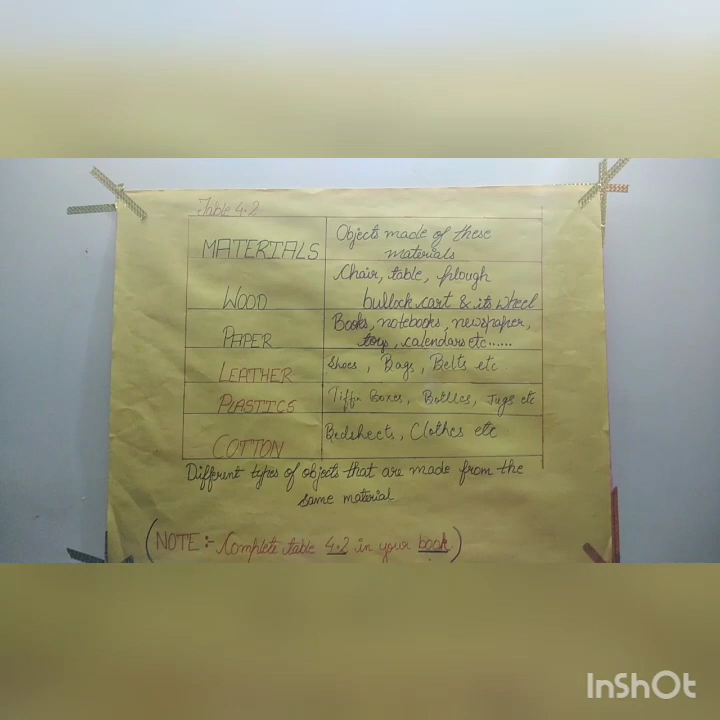 Table 4.2
MATERIALS
Objects made of these
materials
WOOD
Chair, table, plough
bullock cart & its wheel
PAPER
Books, notebooks, newspaper,
toys, calendars etc......
LEATHER
Shoes, Bags, Belts etc
PLASTICS
Tiffin Boxes, Bottles, Jugs etc
COTTON
Bedsheets, Clothes etc
Different types of objects that are made from the
same material
(NOTE:- Complete table 4.2 in your book)
InShOt